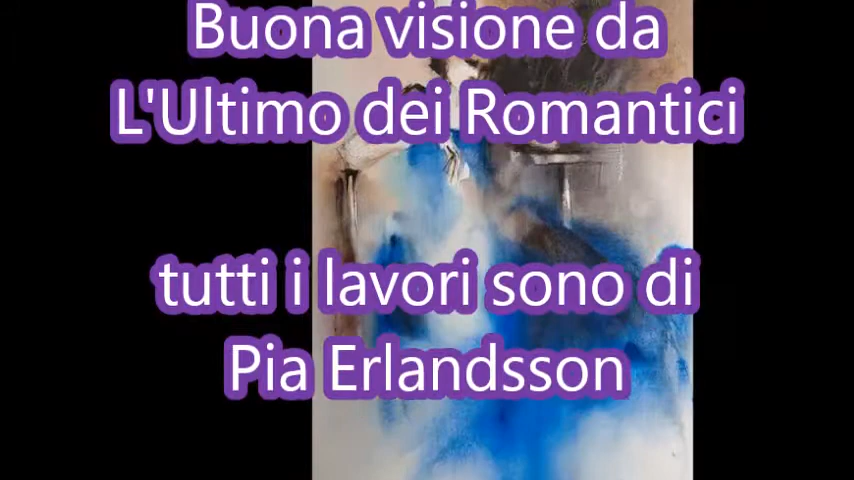 Buona visione da
L'Ultimo dei Romantici
tutti i lavori sono di
Pia Erlandsson